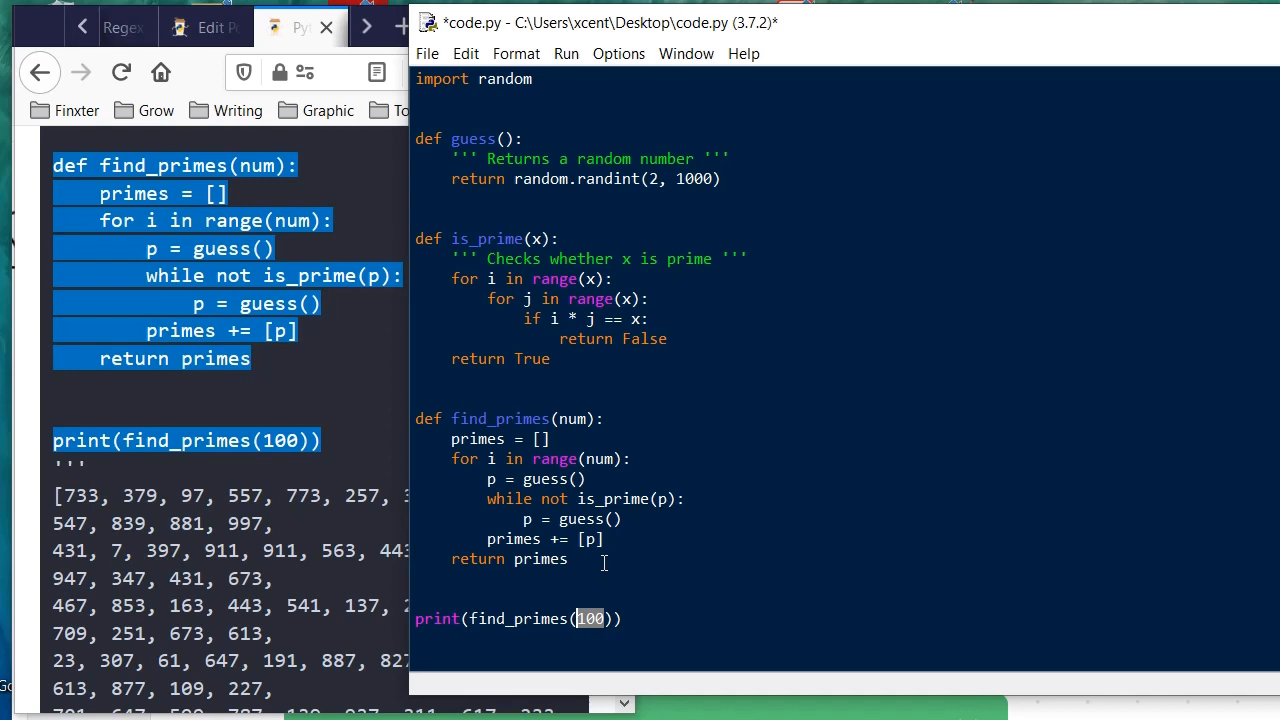 Regex
Edit P
Py
*code.py - C:\Users\xcent\Desktop\code.py (3.7.2)*
File Edit Format Run Options Window Help
Finxter Grow Writing Graphic To
def find_primes(num):
    primes = []
    for i in range(num):
        p = guess()
        while not is_prime(p):
            p = guess()
        primes += [p]
    return primes
print(find_primes(100))
'''
[733, 379, 97, 557, 773, 257,
547, 839, 881, 997,
431, 7, 397, 911, 911, 563, 443
947, 347, 431, 673,
467, 853, 163, 443, 541, 137,
709, 251, 673, 613,
23, 307, 61, 647, 191, 887, 827
613, 877, 109, 227,
import random
def guess():
    ''' Returns a random number '''
    return random.randint(2, 1000)
def is_prime(x):
    ''' Checks whether x is prime '''
    for i in range(x):
        for j in range(x):
            if i * j == x:
                return False
    return True
def find_primes(num):
    primes = []
    for i in range(num):
        p = guess()
        while not is_prime(p):
            p = guess()
        primes += [p]
    return primes
print(find_primes(100))